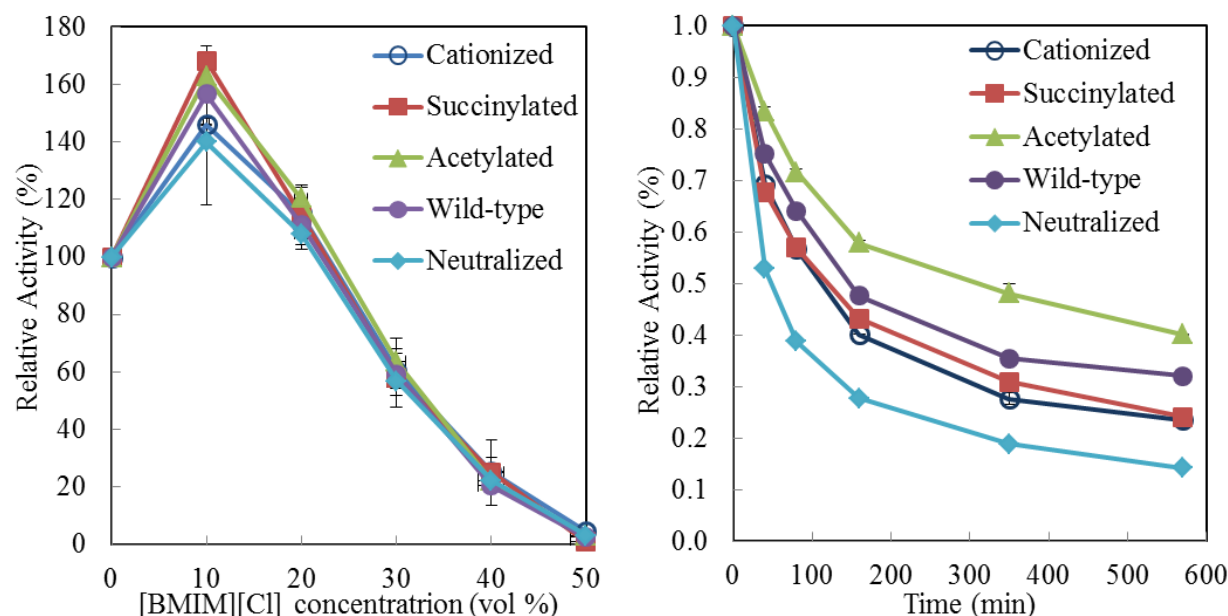 180
160
140
120
100
80
60
40
20
0
Relative Activity (%)
Cationized
Succinylated
Acetylated
Wild-type
Neutralized
0 10 20 30 40 50
[BMIM][Cl] concentratrion (vol %)
1.0
0.9
0.8
0.7
0.6
0.5
0.4
0.3
0.2
0.1
0.0
Relative Activity (%)
Cationized
Succinylated
Acetylated
Wild-type
Neutralized
0 100 200 300 400 500 600
Time (min)